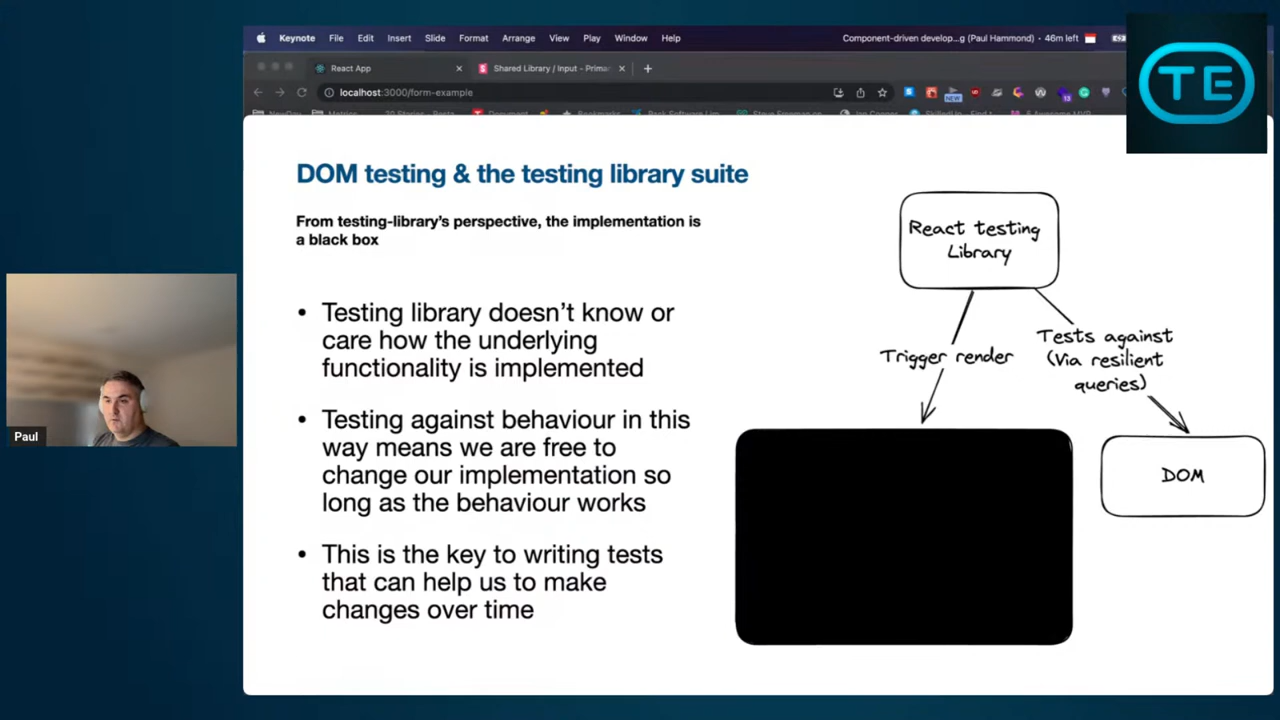 Keynote File Edit Insert Slide Format Arrange View Play Window Help
Component-driven develop...g (Paul Hammond) • 46m left
React App
Shared Library / Input - Prima
localhost:3000/form-example
NEW
TE
DOM testing & the testing library suite
From testing-library's perspective, the implementation is
a black box
• Testing library doesn't know or
care how the underlying
functionality is implemented
• Testing against behaviour in this
way means we are free to
change our implementation so
long as the behaviour works
• This is the key to writing tests
that can help us to make
changes over time
React testing
Library
Trigger render
Tests against
(Via resilient
queries)
DOM
Paul